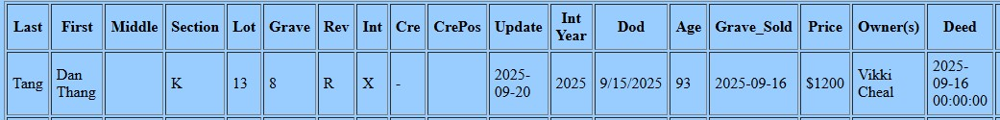 Last First Middle Section Lot Grave Rev Int Cre CrePos Update Int Year Dod Age Grave_Sold Price Owner(s) Deed
Tang Dan Thang K 13 8 R X - 2025-09-20 2025 9/15/2025 93 2025-09-16 $1200 Vikki Cheal 2025-09-16 00:00:00